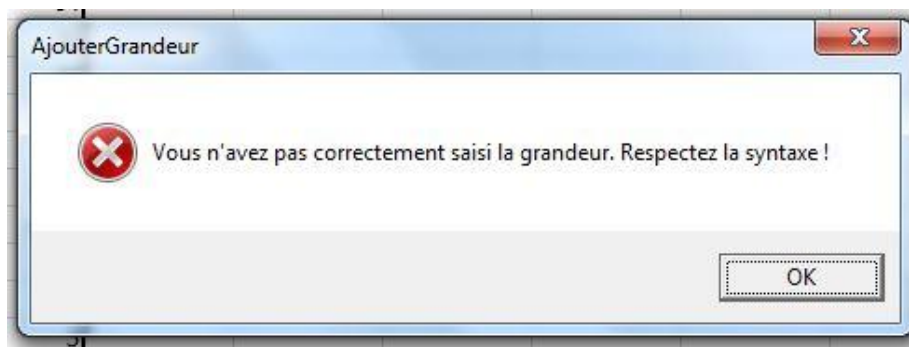 AjouterGrandeur
Vous n'avez pas correctement saisi la grandeur. Respectez la syntaxe !
OK